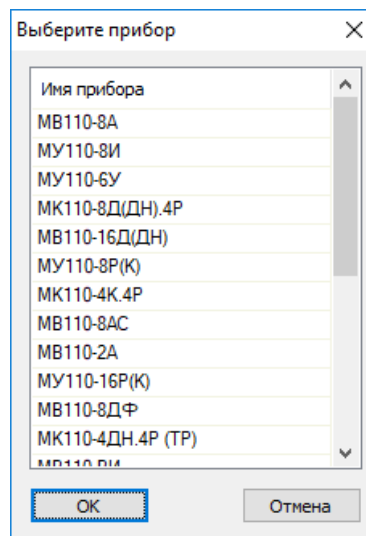 Выберите прибор
Имя прибора
МВ110-8А
МУ110-8И
МУ110-6У
МК110-8Д(ДН).4Р
МВ110-16Д(ДН)
МУ110-8Р(К)
МК110-4К.4Р
МВ110-8АС
МВ110-2А
МУ110-16Р(К)
МВ110-8ДФ
МК110-4ДН.4Р (ТР)
ОК
Отмена